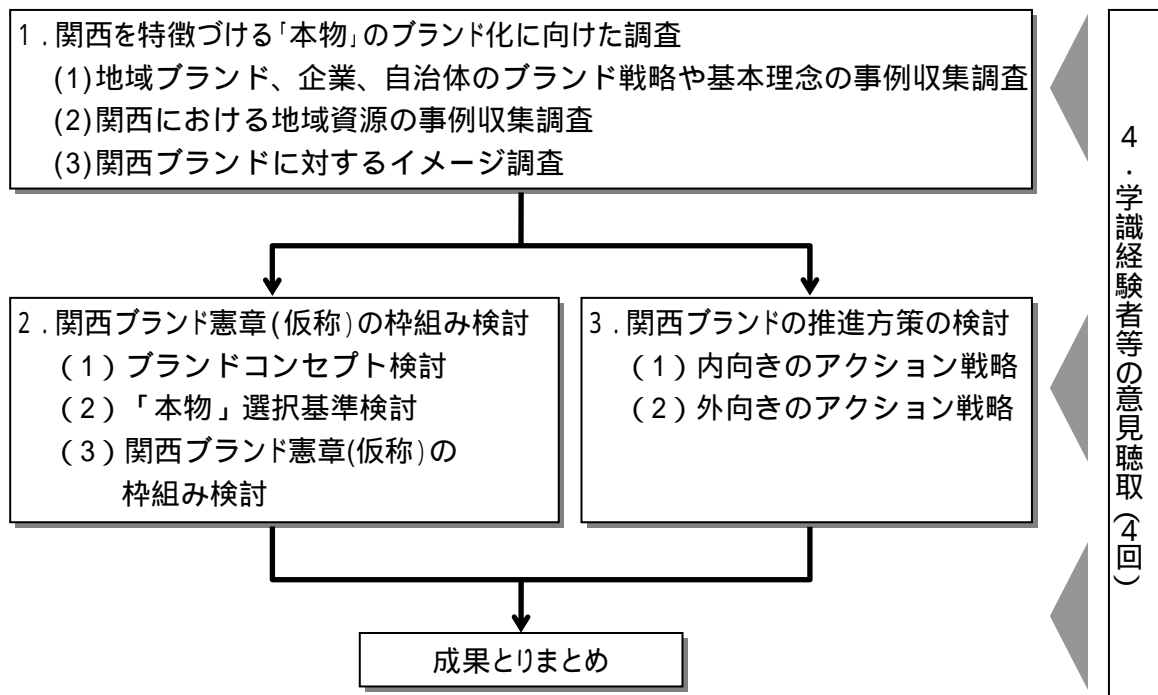 1．関西を特徴づける「本物」のブランド化に向けた調査
(1)地域ブランド、企業、自治体のブランド戦略や基本理念の事例収集調査
(2)関西における地域資源の事例収集調査
(3)関西ブランドに対するイメージ調査
2．関西ブランド憲章(仮称)の枠組み検討
（1）ブランドコンセプト検討
（2）「本物」選択基準検討
（3）関西ブランド憲章(仮称)の
枠組み検討
3．関西ブランドの推進方策の検討
（1）内向きのアクション戦略
（2）外向きのアクション戦略
成果とりまとめ
4．学識経験者等の意見聴取(4回)